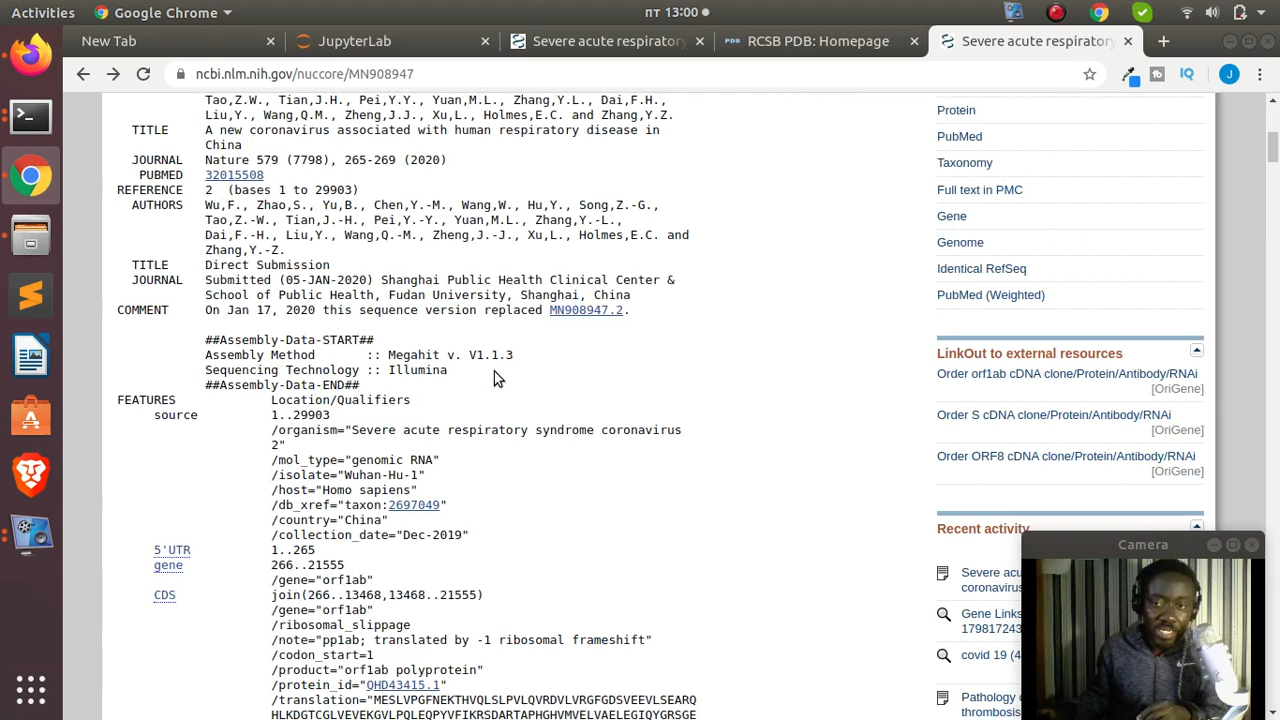 Activities
Google Chrome
пт 13:00
New Tab
JupyterLab
Severe acute respiratory
RCSB PDB: Homepage
Severe acute respiratory
ncbi.nlm.nih.gov/nuccore/MN908947
J
Tao,Z.W., Tian,J.H., Pei,Y.Y., Yuan,M.L., Zhang,Y.L., Dai,F.H.,
Liu,Y., Wang,Q.M., Zheng,J.J., Xu,L., Holmes,E.C. and Zhang,Y.Z.
TITLE A new coronavirus associated with human respiratory disease in
China
JOURNAL Nature 579 (7798), 265-269 (2020)
PUBMED 32015508
REFERENCE 2 (bases 1 to 29903)
AUTHORS Wu,F., Zhao,S., Yu,B., Chen,Y.-M., Wang,W., Hu,Y., Song,Z.-G.,
Tao,Z.-W., Tian,J.-H., Pei,Y.-Y., Yuan,M.L., Zhang,Y.-L.,
Dai,F.-H., Liu,Y., Wang,Q.-M., Zheng,J.-J., Xu,L., Holmes,E.C. and
Zhang,Y.-Z.
TITLE Direct Submission
JOURNAL Submitted (05-JAN-2020) Shanghai Public Health Clinical Center &
School of Public Health, Fudan University, Shanghai, China
COMMENT On Jan 17, 2020 this sequence version replaced MN908947.2.
##Assembly-Data-START##
Assembly Method :: Megahit v. V1.1.3
Sequencing Technology :: Illumina
##Assembly-Data-END##
FEATURES Location/Qualifiers
source 1..29903
/organism="Severe acute respiratory syndrome coronavirus
2"
/mol_type="genomic RNA"
/isolate="Wuhan-Hu-1"
/host="Homo sapiens"
/db_xref="taxon:2697049"
/country="China"
/collection_date="Dec-2019"
5'UTR 1..265
gene 266..21555
/gene="orf1ab"
CDS join(266..13468,13468..21555)
/gene="orf1ab"
/ribosomal_slippage
/note="pp1ab; translated by -1 ribosomal frameshift"
/codon_start=1
/product="orf1ab polyprotein"
/protein_id="QHD43415.1"
/translation="MESLVPGFNEKTHVQLSLPVLQVRDVLVRGFGDSVEEVLSEARQ
HLKDGTCGLVEVEKGVLPQLEQPYVFIKRSDARTAPHGHVMVELVAELEGIQYGRSGE
Protein
PubMed
Taxonomy
Full text in PMC
Gene
Genome
Identical RefSeq
PubMed (Weighted)
LinkOut to external resources
Order orf1ab cDNA clone/Protein/Antibody/RNAi
[OriGene]
Order S cDNA clone/Protein/Antibody/RNAi
[OriGene]
Order ORF8 cDNA clone/Protein/Antibody/RNAi
[OriGene]
Recent activity
Severe acu
coronavirus
Gene Links
179817243
covid 19 (4
Pathology
thrombosis
Camera